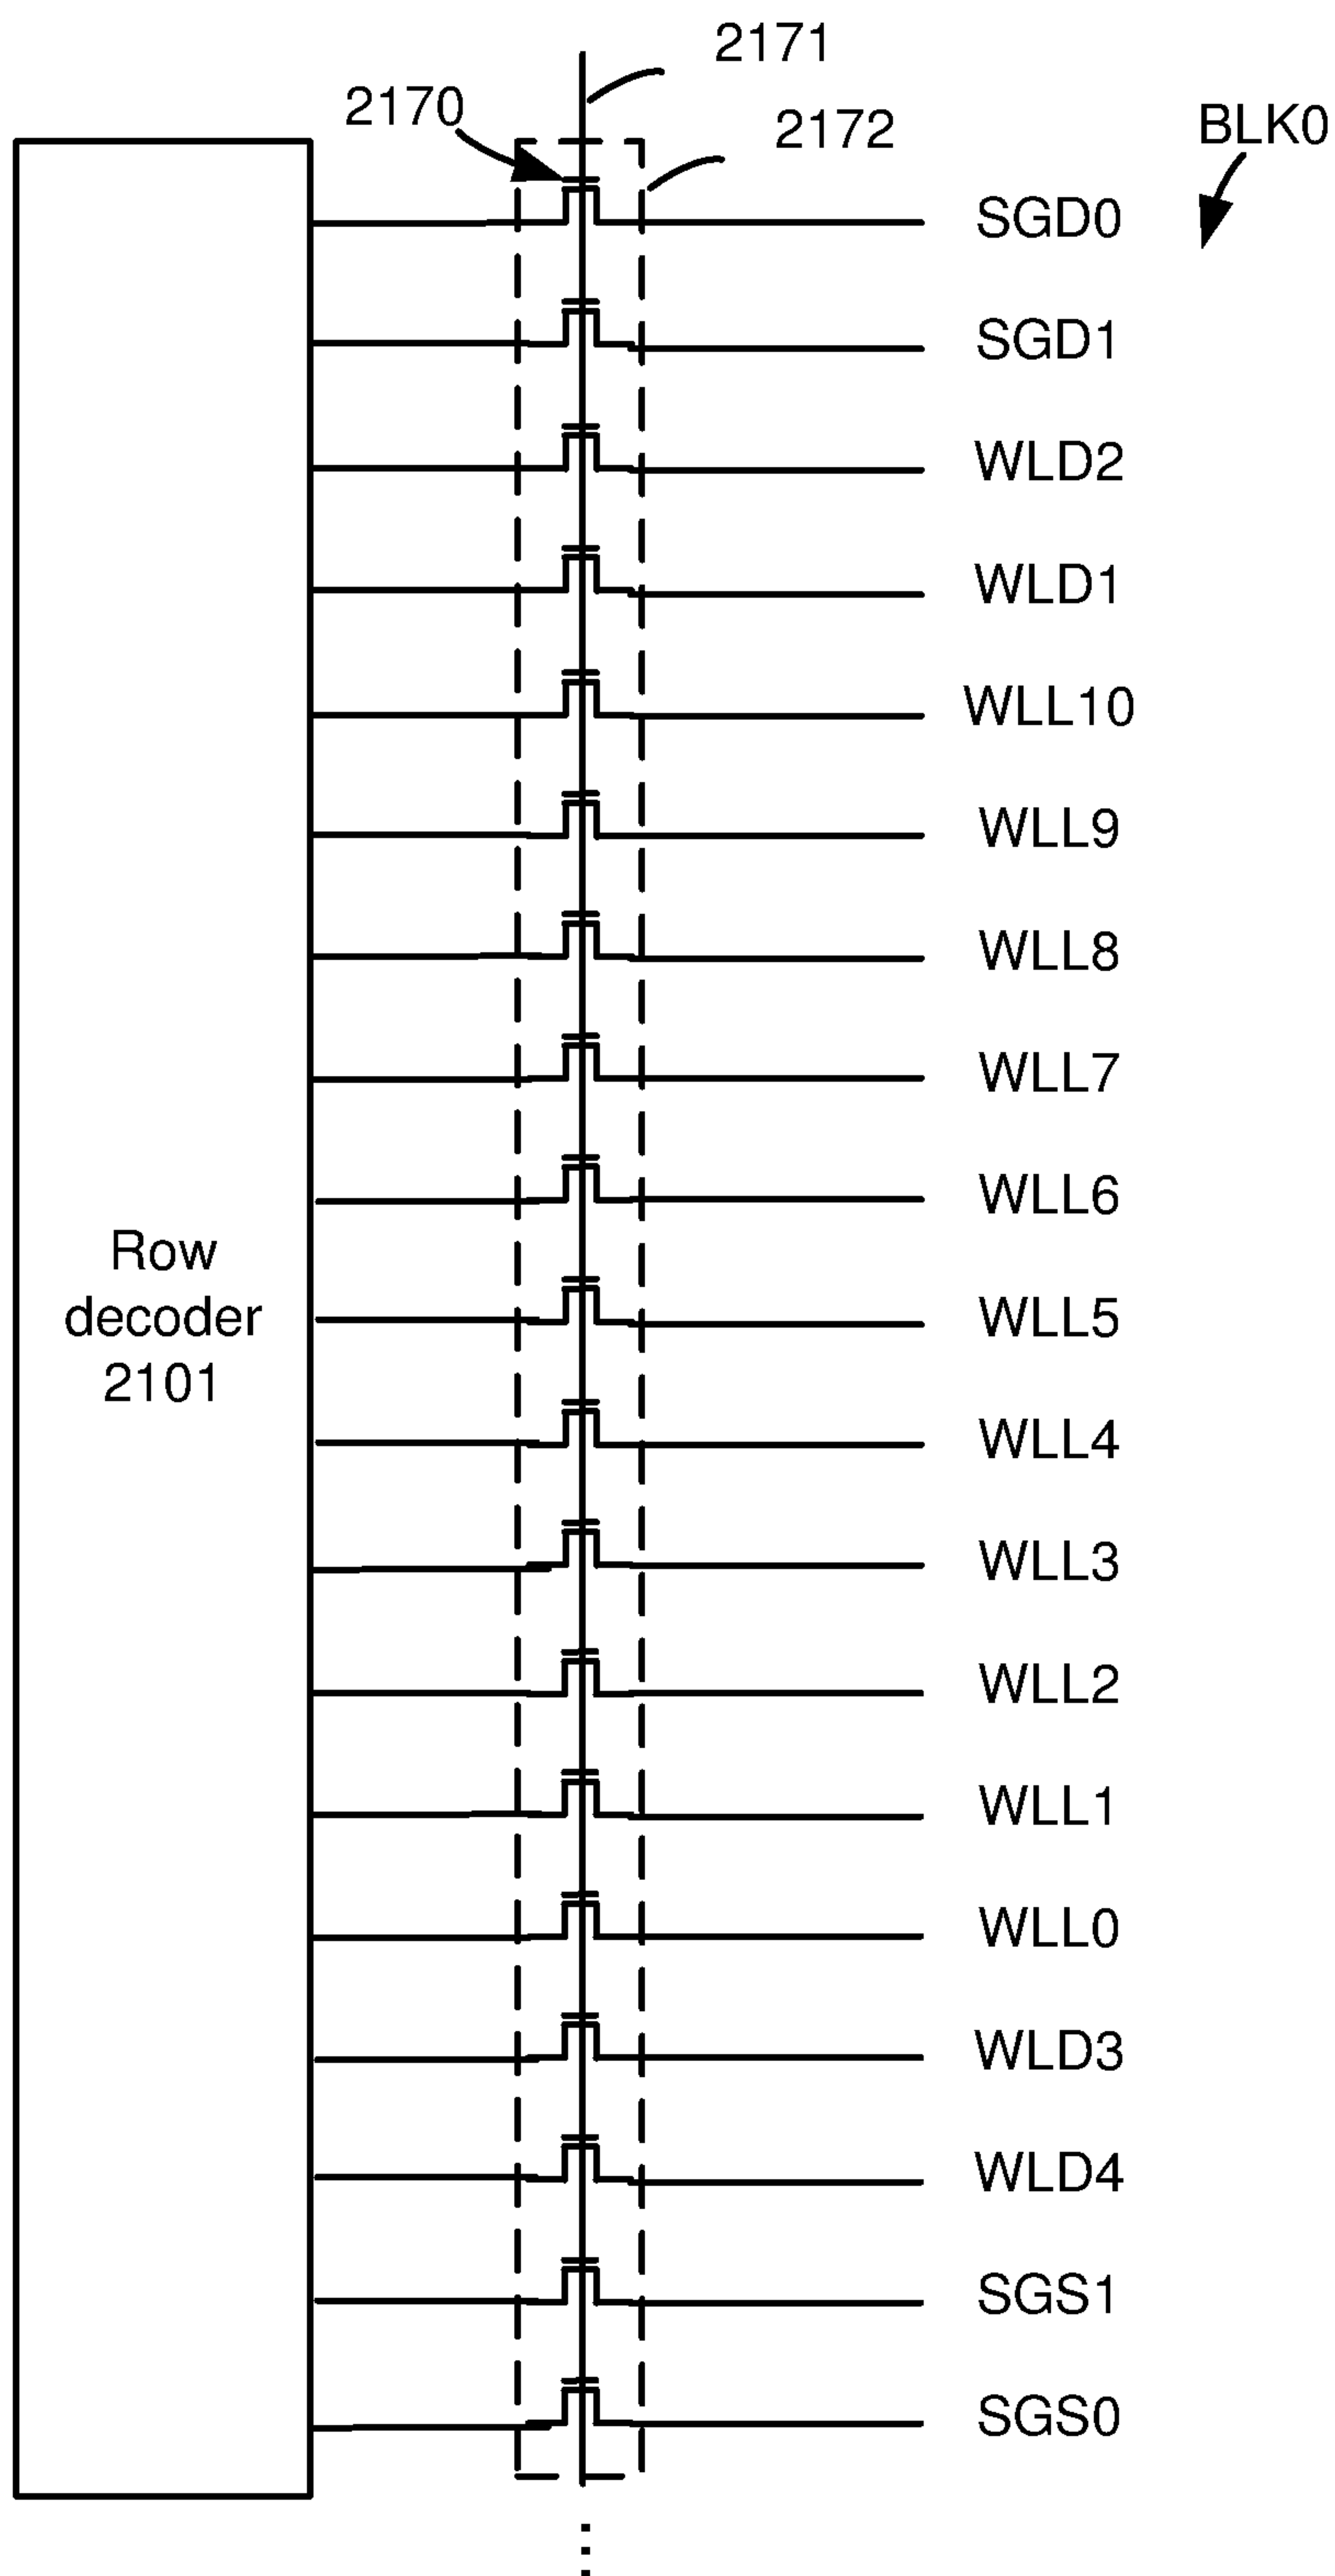 2171
2170
2172
BLK0
SGD0
SGD1
WLD2
WLD1
WLL10
WLL9
WLL8
WLL7
WLL6
Row
decoder
2101
WLL5
WLL4
WLL3
WLL2
WLL1
WLL0
WLD3
WLD4
SGS1
SGS0